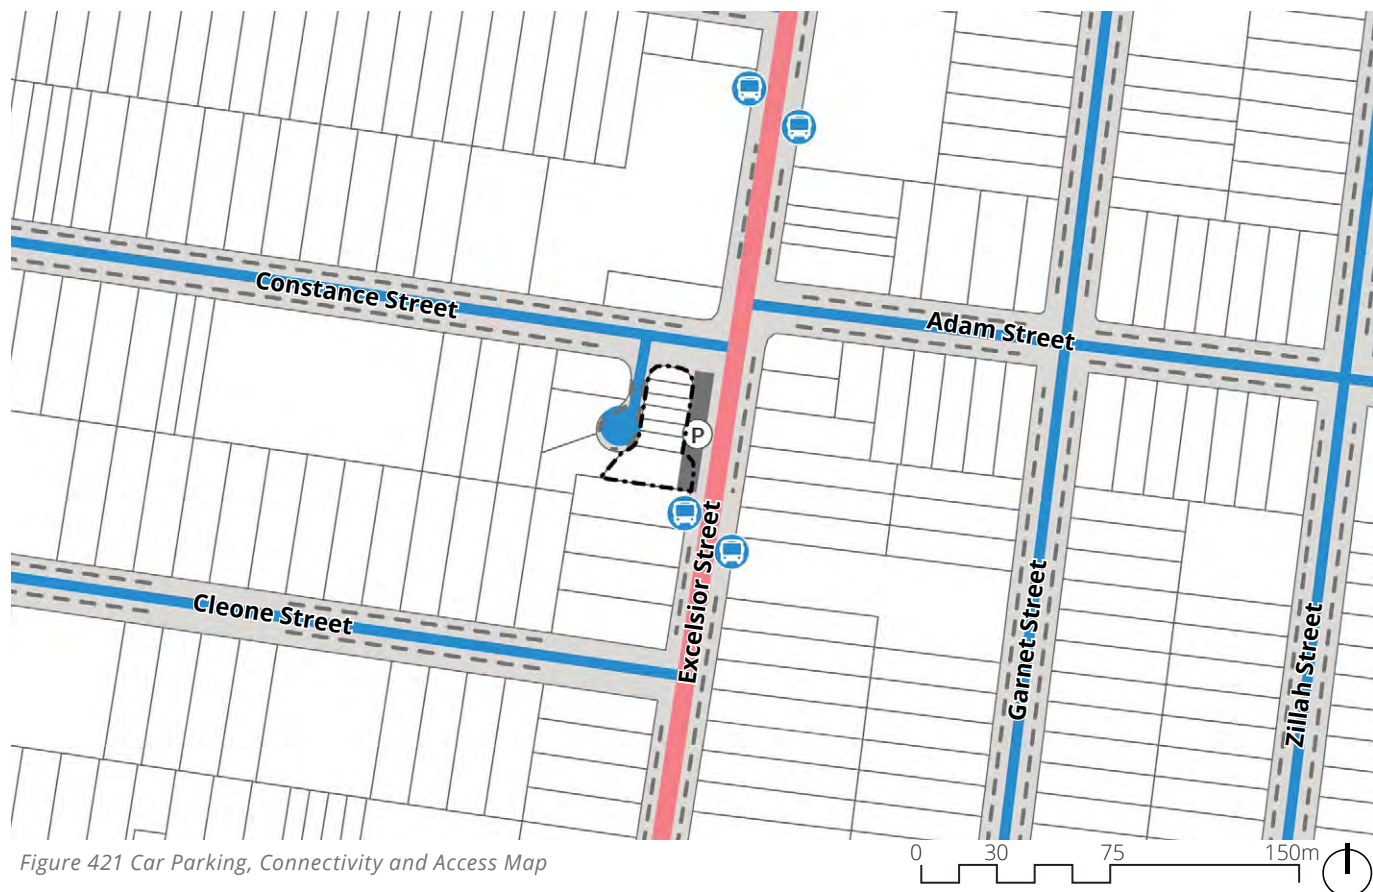 Constance Street
Adam Street
P
Excelsior Street
Cleone Street
Garnet Street
Zillah Street
Figure 421 Car Parking, Connectivity and Access Map
0 30 75 150m